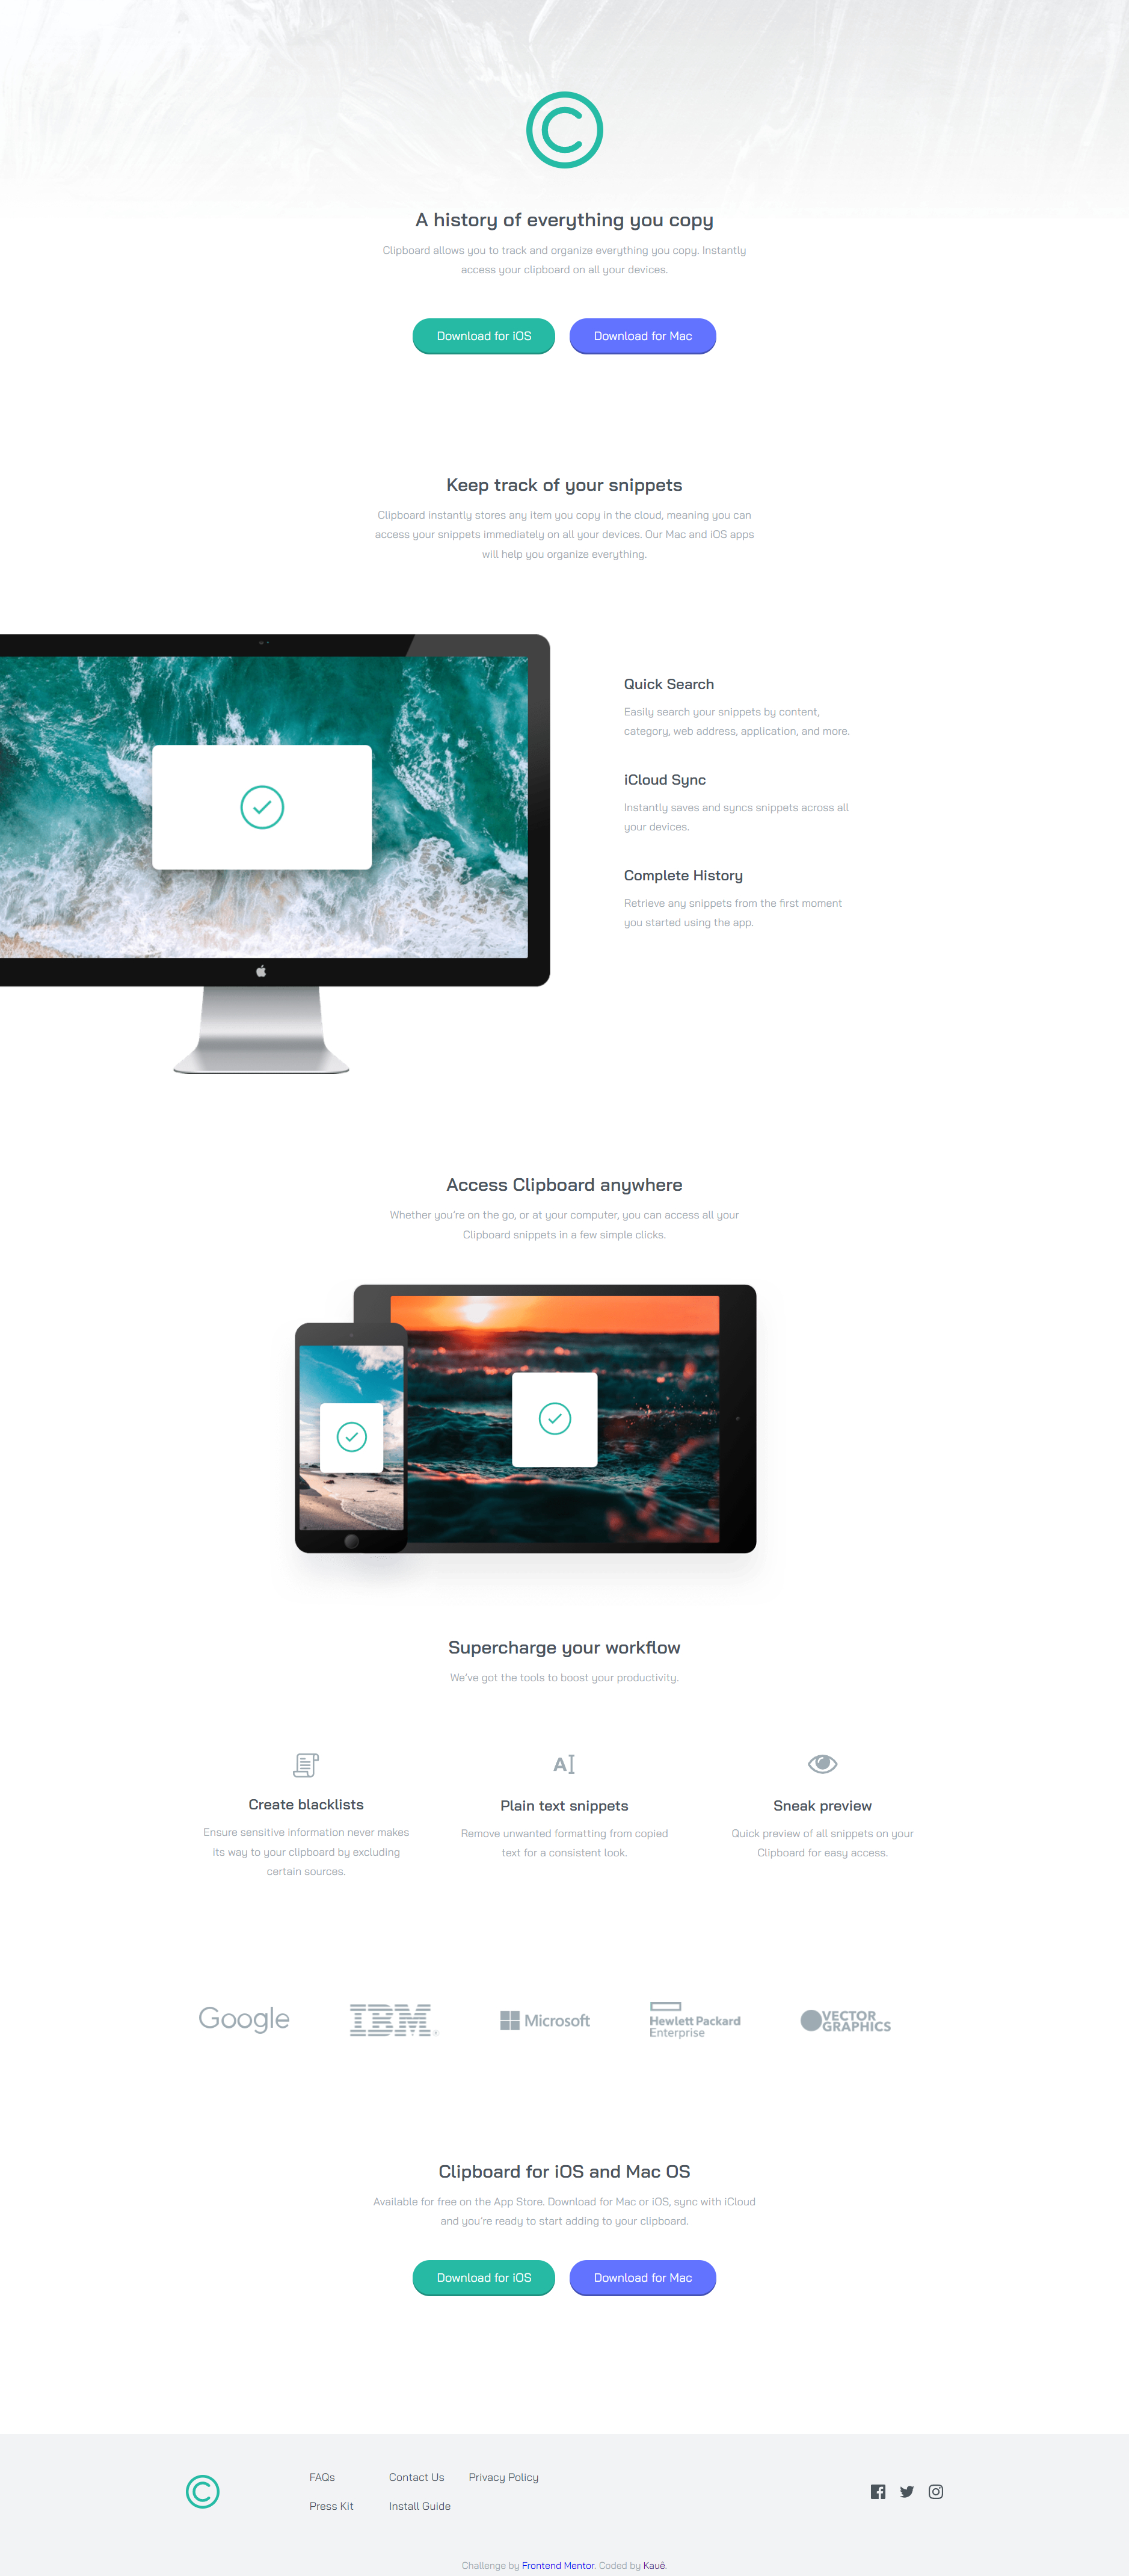 A history of everything you copy
Clipboard allows you to track and organize everything you copy. Instantly
access your clipboard on all your devices.
Download for iOS
Download for Mac
Keep track of your snippets
Clipboard instantly stores any item you copy in the cloud, meaning you can
access your snippets immediately on all your devices. Our Mac and iOS apps
will help you organize everything.
Quick Search
Easily search your snippets by content,
category, web address, application, and more.
iCloud Sync
Instantly saves and syncs snippets across all
your devices.
Complete History
Retrieve any snippets from the first moment
you started using the app.
Access Clipboard anywhere
Whether you're on the go, or at your computer, you can access all your
Clipboard snippets in a few simple clicks.
Supercharge your workflow
We've got the tools to boost your productivity.
A
Create blacklists
Ensure sensitive information never makes
its way to your clipboard by excluding
certain sources.
Plain text snippets
Remove unwanted formatting from copied
text for a consistent look.
Sneak preview
Quick preview of all snippets on your
Clipboard for easy access.
Google
IBM
Microsoft
Hewlett Packard
Enterprise
VECTOR
GRAPHICS
Clipboard for iOS and Mac OS
Available for free on the App Store. Download for Mac or iOS, sync with iCloud
and you're ready to start adding to your clipboard.
Download for iOS
Download for Mac
FAQs
Contact Us
Privacy Policy
Press Kit
Install Guide
Challenge by Frontend Mentor. Coded by Kauê.